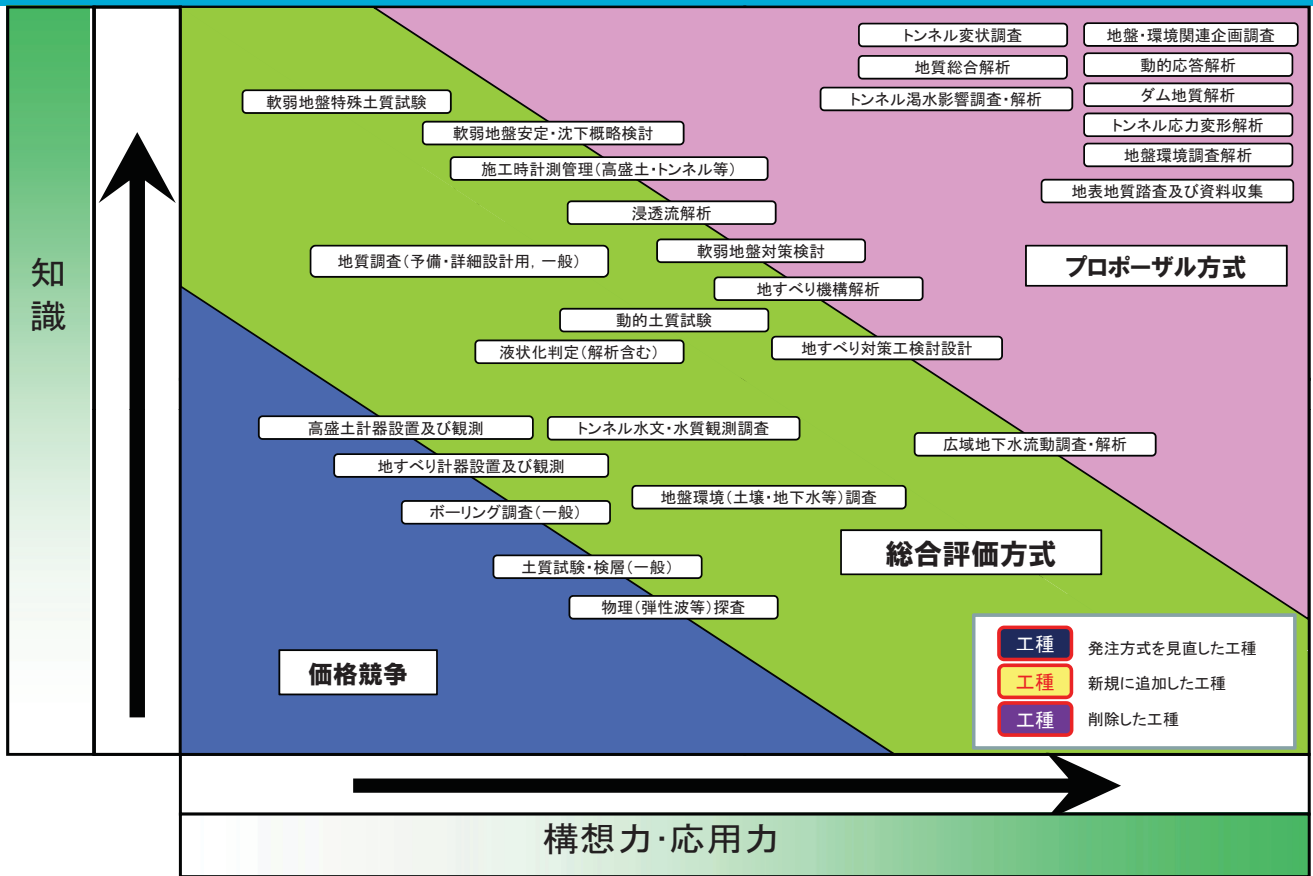 トンネル変状調査
地盤・環境関連企画調査
地質総合解析
動的応答解析
軟弱地盤特殊土質試験
トンネル渇水影響調査・解析
ダム地質解析
軟弱地盤安定・沈下概略検討
トンネル応力変形解析
施工時計測管理(高盛土・トンネル等)
地盤環境調査解析
地表地質踏査及び資料収集
浸透流解析
軟弱地盤対策検討
地質調査(予備・詳細設計用, 一般)
プロポーザル方式
知識
地すべり機構解析
動的土質試験
液状化判定(解析含む)
地すべり対策工検討設計
高盛土計器設置及び観測
トンネル水文・水質観測調査
広域地下水流動調査・解析
地すべり計器設置及び観測
地盤環境(土壌・地下水等)調査
ボーリング調査(一般)
総合評価方式
土質試験・検層(一般)
物理(弾性波等)探査
価格競争
工種 発注方式を見直した工種
工種 新規に追加した工種
工種 削除した工種
構想力・応用力